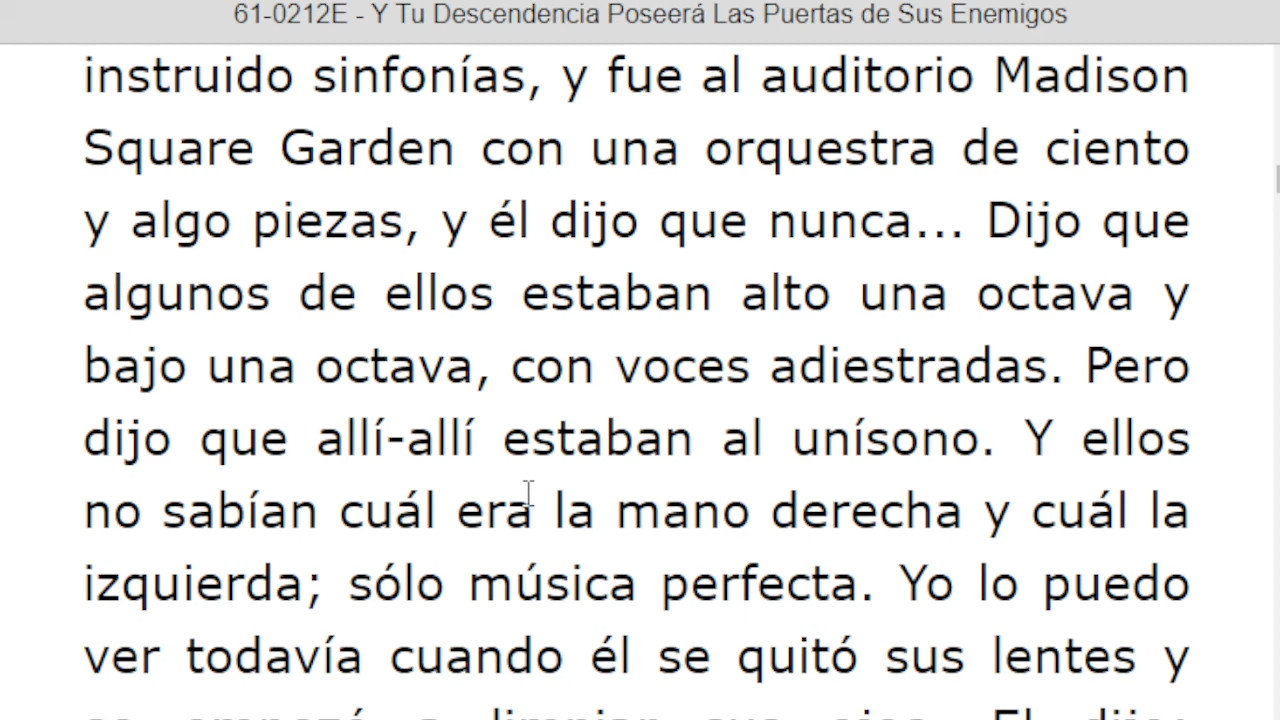 61-0212E - Y Tu Descendencia Poseerá Las Puertas de Sus Enemigos
instruido sinfonías, y fue al auditorio Madison
Square Garden con una orquestra de ciento
y algo piezas, y él dijo que nunca... Dijo que
algunos de ellos estaban alto una octava y
bajo una octava, con voces adiestradas. Pero
dijo que allí-allí estaban al unísono. Y ellos
no sabían cuál era la mano derecha y cuál la
izquierda; sólo música perfecta. Yo lo puedo
ver todavía cuando él se quitó sus lentes y